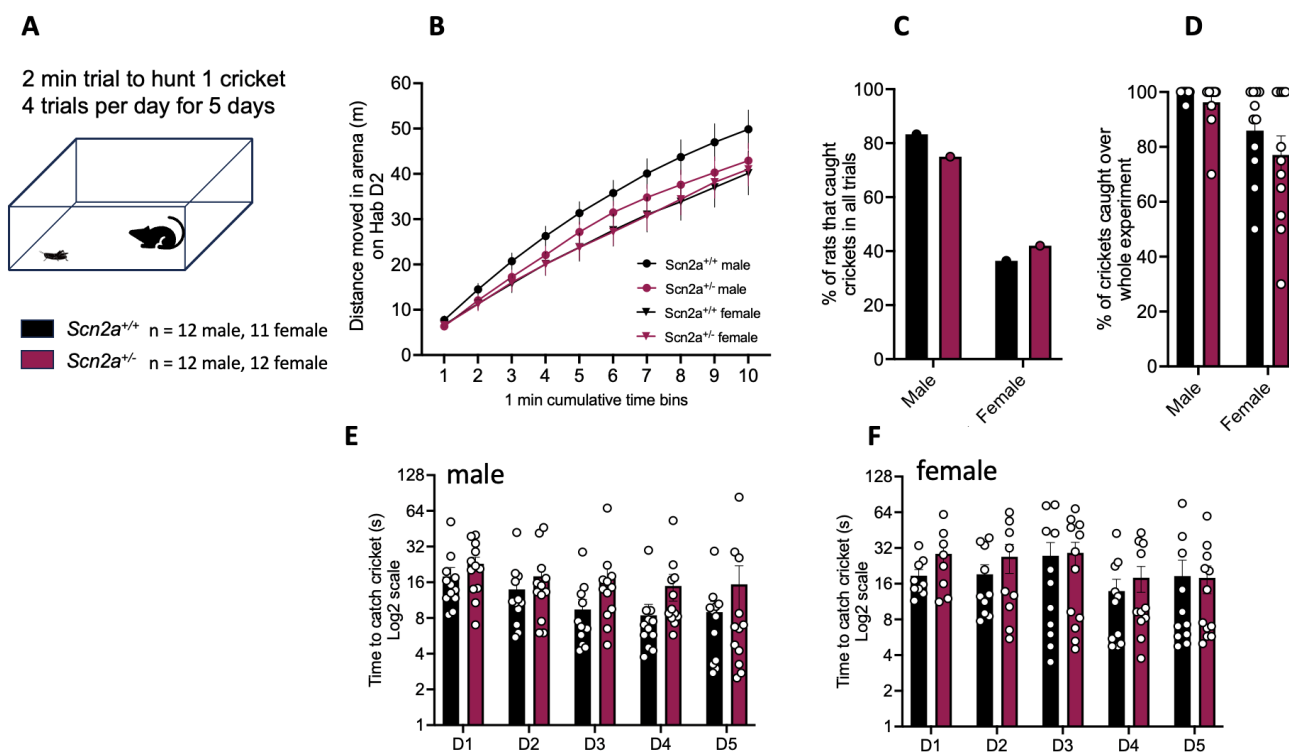 A
2 min trial to hunt 1 cricket
4 trials per day for 5 days
Scn2a+/+ n = 12 male, 11 female
Scn2a+/- n = 12 male, 12 female
B
Distance moved in arena (m)
on Hab D2
60
50
40
30
20
10
0
1 2 3 4 5 6 7 8 9 10
1 min cumulative time bins
Scn2a+/+ male
Scn2a+/- male
Scn2a+/+ female
Scn2a+/- female
C
% of rats that caught
crickets in all trials
100
80
60
40
20
0
Male Female
D
% of crickets caught over
whole experiment
100
80
60
40
20
0
Male Female
E
male
Time to catch cricket (s)
Log2 scale
128
64
32
16
8
4
2
1
D1 D2 D3 D4 D5
F
female
Time to catch cricket (s)
Log2 scale
128
64
32
16
8
4
2
1
D1 D2 D3 D4 D5